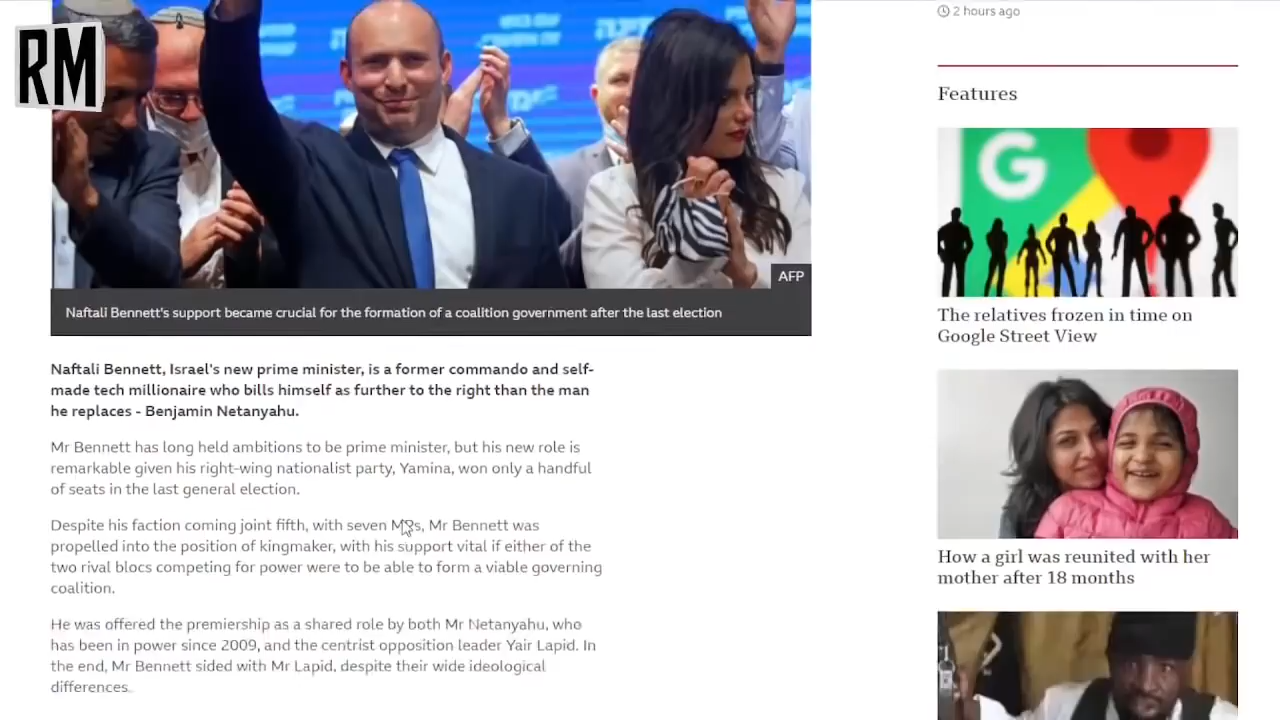 RM
AFP
Naftali Bennett's support became crucial for the formation of a coalition government after the last election
Naftali Bennett, Israel's new prime minister, is a former commando and self-
made tech millionaire who bills himself as further to the right than the man
he replaces - Benjamin Netanyahu.
Mr Bennett has long held ambitions to be prime minister, but his new role is
remarkable given his right-wing nationalist party, Yamina, won only a handful
of seats in the last general election.
Despite his faction coming joint fifth, with seven MPs, Mr Bennett was
propelled into the position of kingmaker, with his support vital if either of the
two rival blocs competing for power were to be able to form a viable governing
coalition.
He was offered the premiership as a shared role by both Mr Netanyahu, who
has been in power since 2009, and the centrist opposition leader Yair Lapid. In
the end, Mr Bennett sided with Mr Lapid, despite their wide ideological
differences.
2 hours ago
Features
G
The relatives frozen in time on
Google Street View
How a girl was reunited with her
mother after 18 months